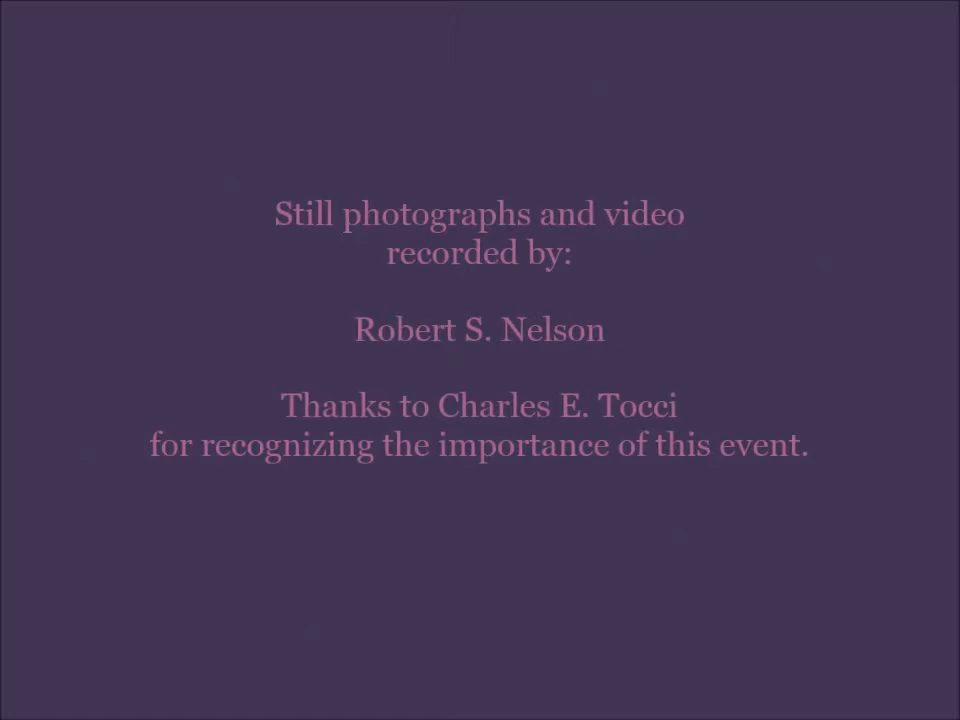 Still photographs and video
recorded by:
Robert S. Nelson
Thanks to Charles E. Tocci
for recognizing the importance of this event.